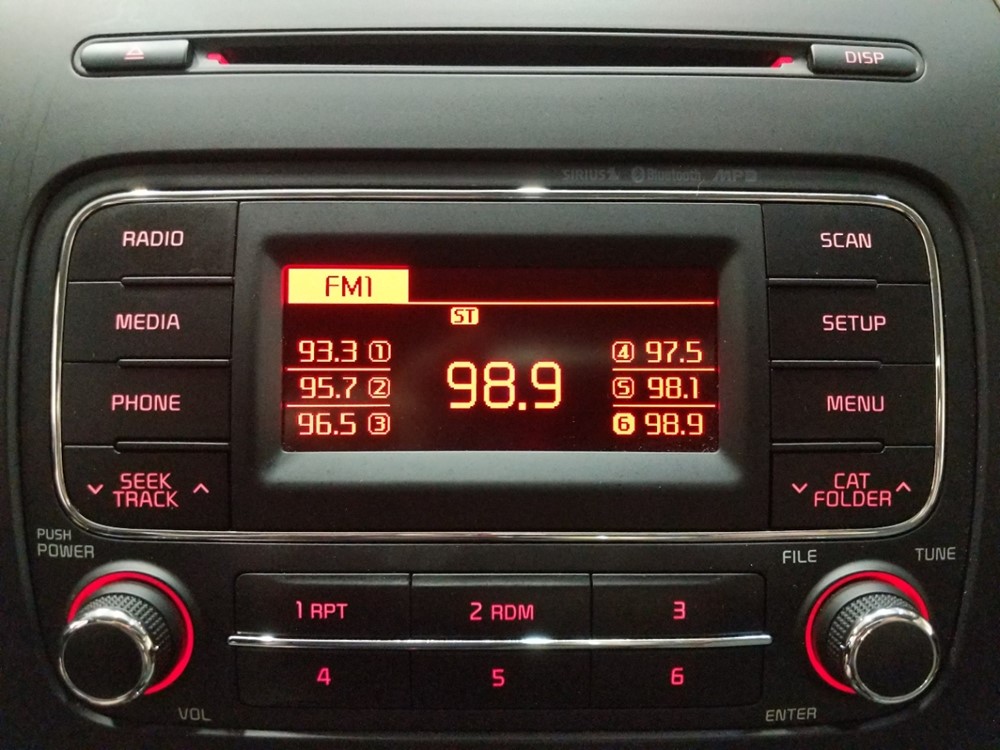 DISP
SIRIUS Bluetooth MP3
RADIO
SCAN
FM1
ST
MEDIA
SETUP
93.3 1
4 97.5
95.7 2
98.9
5 98.1
96.5 3
6 98.9
PHONE
MENU
SEEK
TRACK
CAT
FOLDER
PUSH
POWER
FILE
TUNE
1 RPT
2 RDM
3
4
5
6
VOL
ENTER